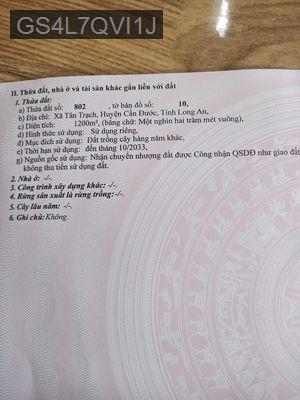 GS4L7QVI1J
II. Thửa đất, nhà ở và tài sản khác gắn liền với đất
1. Thửa đất:
a) Thửa đất số: 802 , tờ bản đồ số: 10,
b) Địa chỉ: Xã Tân Trạch, Huyện Cần Đước, Tỉnh Long An,
c) Diện tích: 1200m², (bằng chữ: Một nghìn hai trăm mét vuông),
d) Hình thức sử dụng: Sử dụng riêng,
đ) Mục đích sử dụng: Đất trồng cây hàng năm khác,
e) Thời hạn sử dụng: đến tháng 10/2033,
g) Nguồn gốc sử dụng: Nhận chuyển nhượng đất được Công nhận QSDĐ như giao đất
không thu tiền sử dụng đất.
2. Nhà ở: -/-.
3. Công trình xây dựng khác: -/-.
4. Rừng sản xuất là rừng trồng: -/-.
5. Cây lâu năm: -/-.
6. Ghi chú: Không.